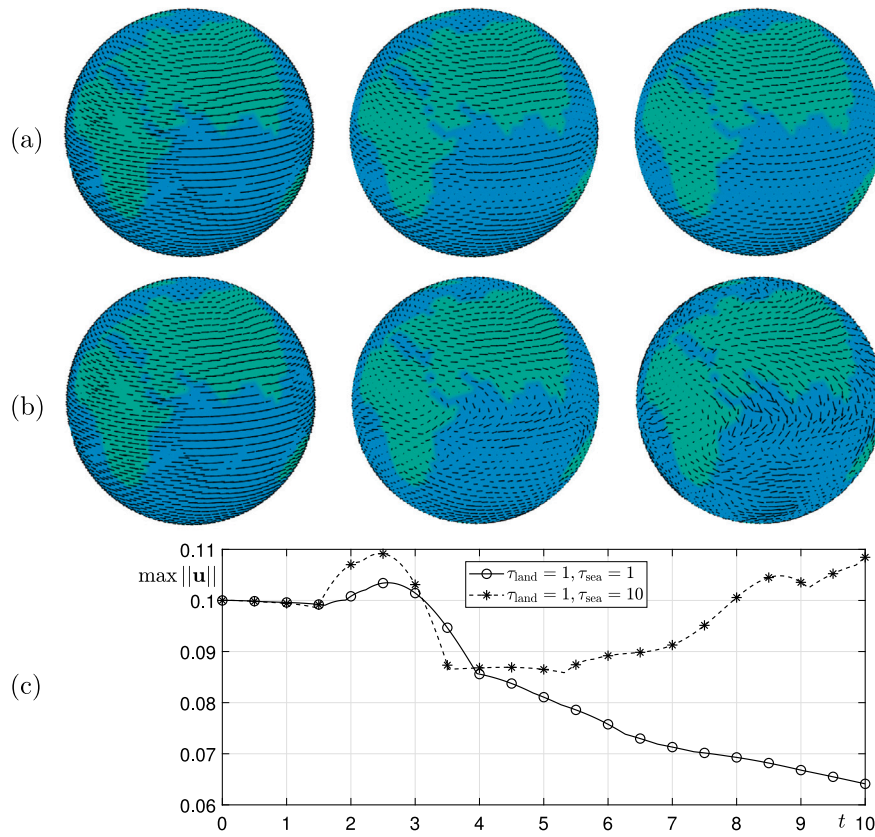 (a)
(b)
(c)
max ||u||
0.11
0.1
0.09
0.08
0.07
0.06
τland = 1, τsea = 1
τland = 1, τsea = 10
0 1 2 3 4 5 6 7 8 9 t 10